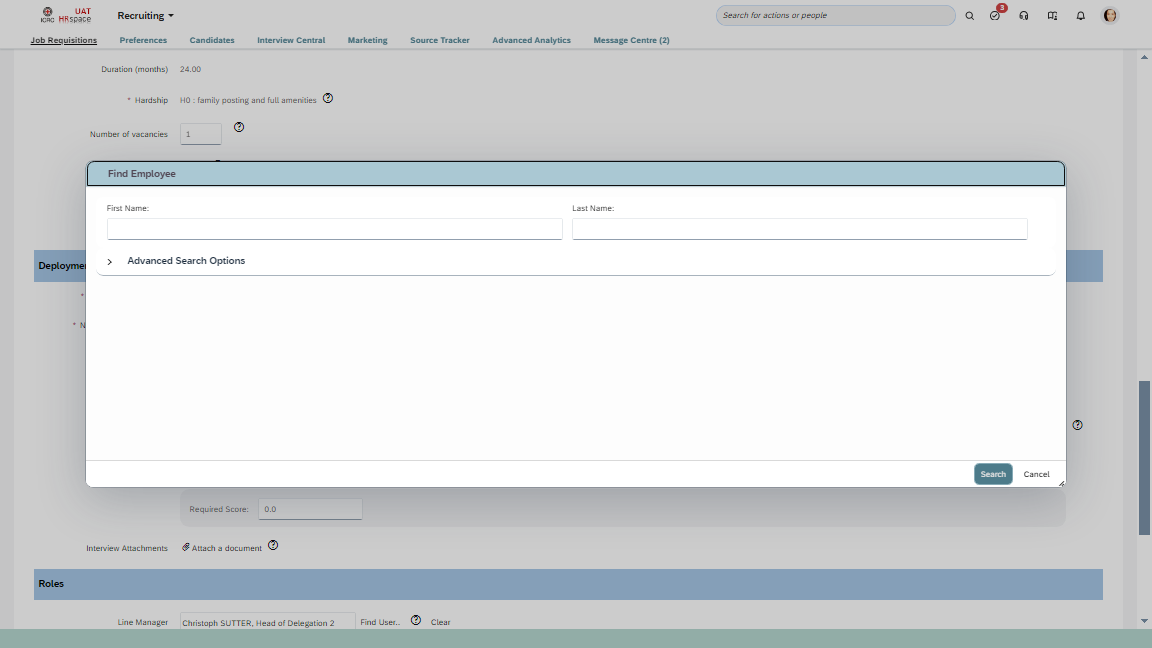 ICRC
UAT
HRspace
Recruiting
Search for actions or people
3
Job Requisitions
Preferences
Candidates
Interview Central
Marketing
Source Tracker
Advanced Analytics
Message Centre (2)
Duration (months)
24.00
* Hardship
H0 : family posting and full amenities
Number of vacancies
1
Find Employee
First Name:
Last Name:
Advanced Search Options
* N
Search
Cancel
Required Score:
0.0
Interview Attachments
Attach a document
Roles
Line Manager
Christoph SUTTER, Head of Delegation 2
Find User..
Clear